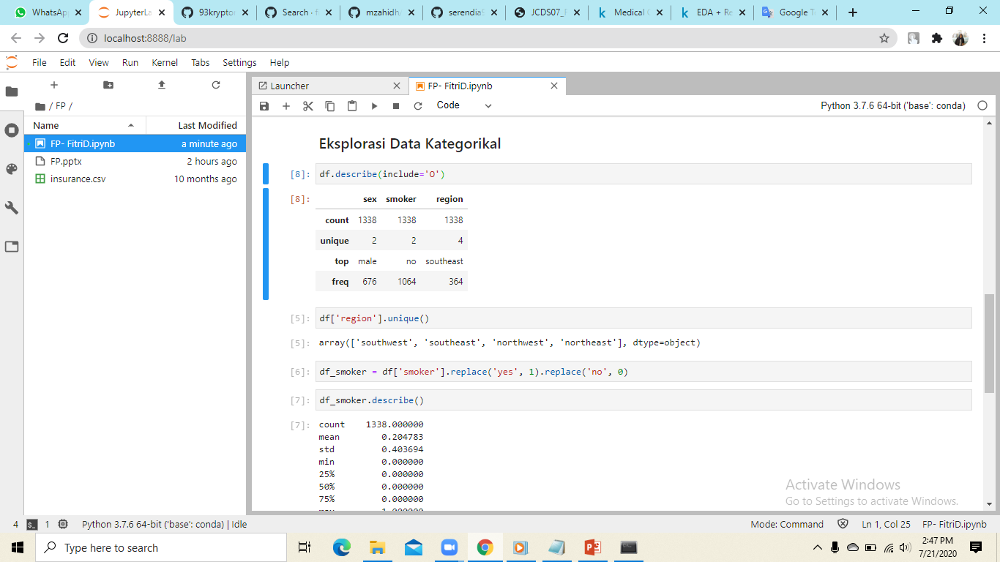 WhatsApp
JupyterLa
93krypto
Search · f
mzahidh/
serendia9
JCDS07_F
Medical
EDA + Re
Google T
localhost:8888/lab
File Edit View Run Kernel Tabs Settings Help
/ FP /
Name Last Modified
FP- FitriD.ipynb a minute ago
FP.pptx 2 hours ago
insurance.csv 10 months ago
Launcher
FP- FitriD.ipynb
Code
Python 3.7.6 64-bit ('base': conda)
Eksplorasi Data Kategorikal
[8]: df.describe(include='O')
[8]: sex smoker region
count 1338 1338 1338
unique 2 2 4
top male no southeast
freq 676 1064 364
[5]: df['region'].unique()
[5]: array(['southwest', 'southeast', 'northwest', 'northeast'], dtype=object)
[6]: df_smoker = df['smoker'].replace('yes', 1).replace('no', 0)
[7]: df_smoker.describe()
[7]: count 1338.000000
mean 0.204783
std 0.403694
min 0.000000
25% 0.000000
50% 0.000000
75% 0.000000
Activate Windows
Go to Settings to activate Windows.
4 $_ 1 Python 3.7.6 64-bit ('base': conda) | Idle
Mode: Command Ln 1, Col 25 FP- FitriD.ipynb
Type here to search
2:47 PM
7/21/2020